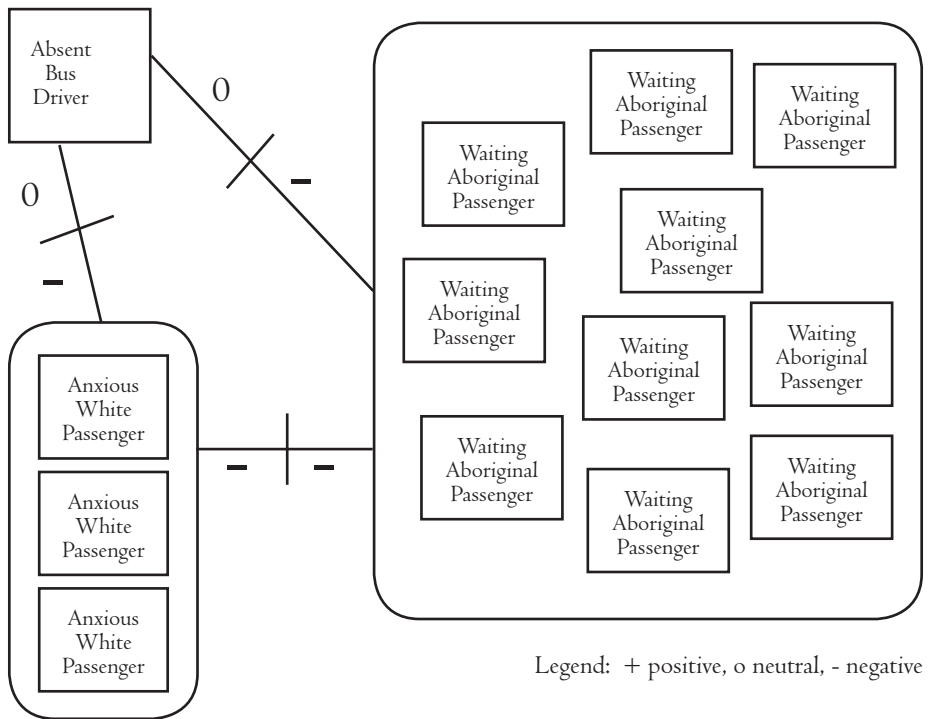 Absent
Bus
Driver
0
0
-
-
Waiting
Aboriginal
Passenger
Waiting
Aboriginal
Passenger
Waiting
Aboriginal
Passenger
Waiting
Aboriginal
Passenger
Waiting
Aboriginal
Passenger
Waiting
Aboriginal
Passenger
Waiting
Aboriginal
Passenger
Waiting
Aboriginal
Passenger
Waiting
Aboriginal
Passenger
Waiting
Aboriginal
Passenger
Anxious
White
Passenger
Anxious
White
Passenger
Anxious
White
Passenger
- -
Legend: + positive, o neutral, - negative